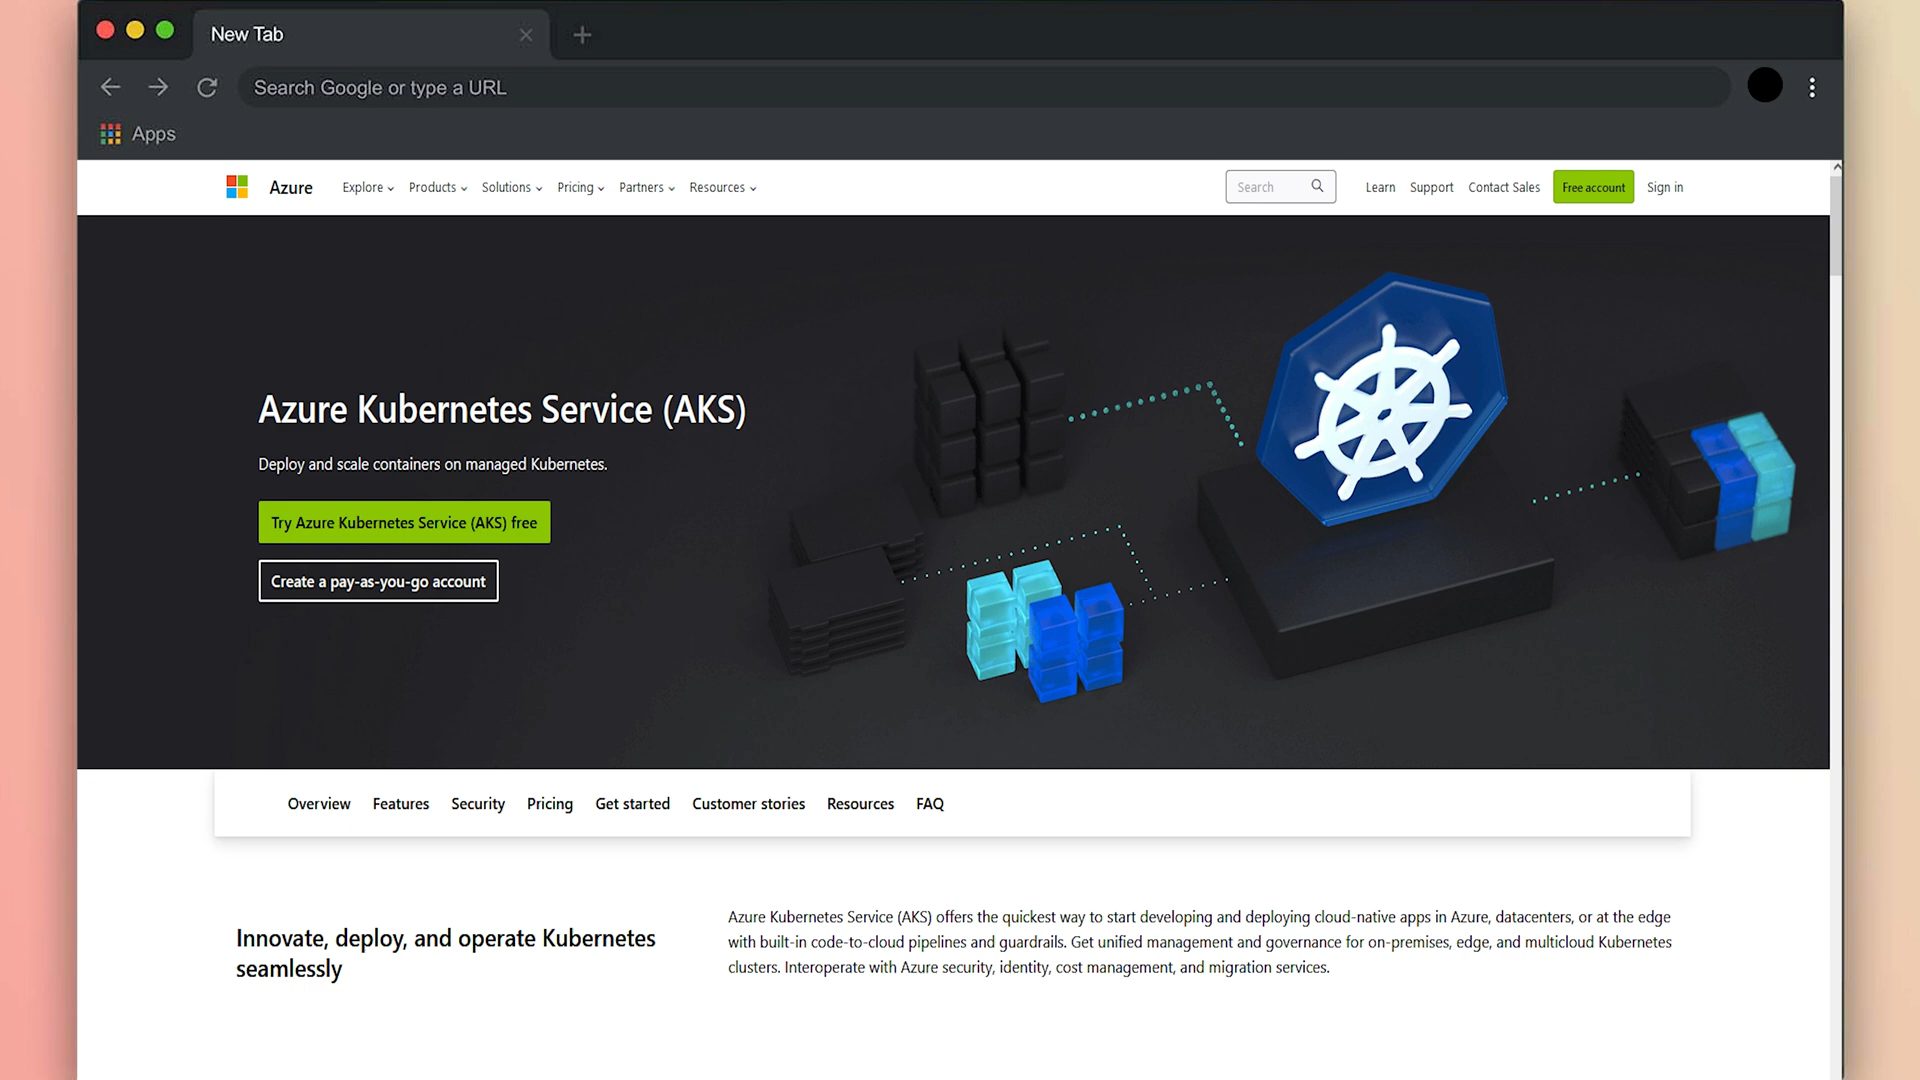 New Tab
Search Google or type a URL
Apps
Azure Explore Products Solutions Pricing Partners Resources Search Learn Support Contact Sales Free account Sign in
Azure Kubernetes Service (AKS)
Deploy and scale containers on managed Kubernetes.
Try Azure Kubernetes Service (AKS) free
Create a pay-as-you-go account
Overview Features Security Pricing Get started Customer stories Resources FAQ
Innovate, deploy, and operate Kubernetes
seamlessly
Azure Kubernetes Service (AKS) offers the quickest way to start developing and deploying cloud-native apps in Azure, datacenters, or at the edge
with built-in code-to-cloud pipelines and guardrails. Get unified management and governance for on-premises, edge, and multicloud Kubernetes
clusters. Interoperate with Azure security, identity, cost management, and migration services.